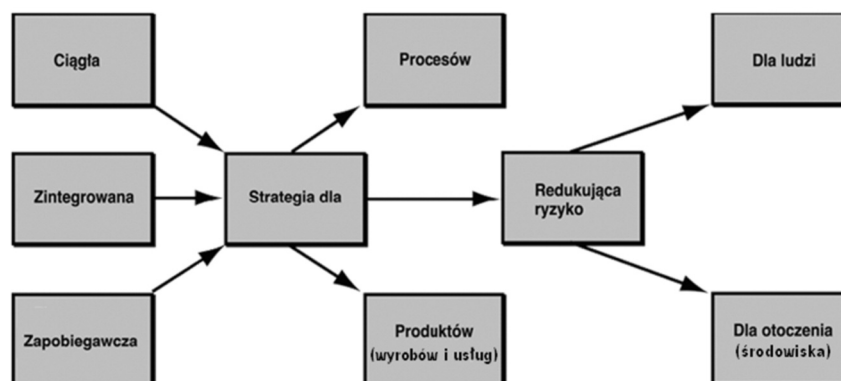 Ciągła
Procesów
Dla ludzi
Zintegrowana
Strategia dla
Redukująca
ryzyko
Zapobiegawcza
Produktów
(wyrobów i usług)
Dla otoczenia
(środowiska)